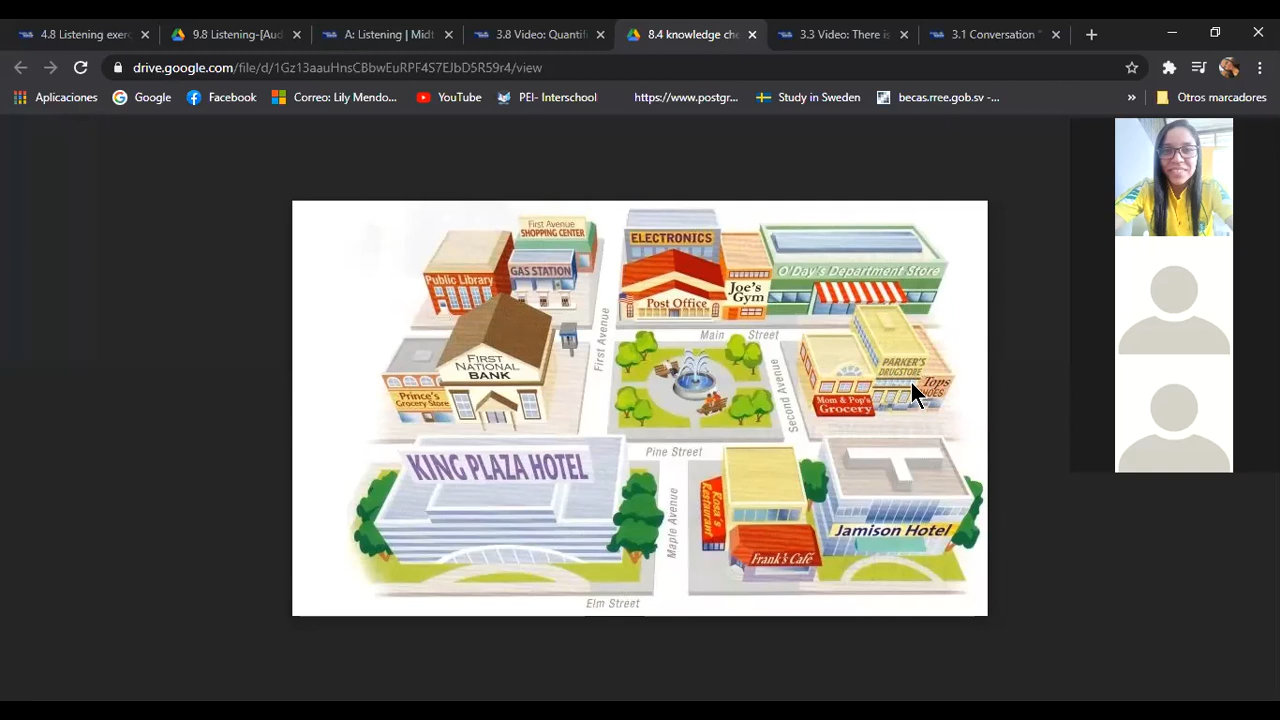 4.8 Listening exerc
9.8 Listening-[Aud
A: Listening | Midt
3.8 Video: Quantifi
8.4 knowledge che
3.3 Video: There is
3.1 Conversation "
drive.google.com/file/d/1Gz13aauHnsCBbwEuRPF4S7EJbD5R59r4/view
Aplicaciones
Google
Facebook
Correo: Lily Mendo...
YouTube
PEI- Interschool
https://www.postgr...
Study in Sweden
becas.rree.gob.sv -...
»
Otros marcadores
First Avenue
SHOPPING CENTER
ELECTRONICS
Public Library
GAS STATION
O'Day's Department Store
Post Office
Joe's
Gym
First Avenue
Main Street
FIRST
NATIONAL
BANK
Prince's
Grocery Store
Second Avenue
PARKER'S
DRUGSTORE
Tops
Mom & Pop's
Grocery
Pine Street
KING PLAZA HOTEL
Maple Avenue
Rosa's
Restaurant
Frank's Café
Jamison Hotel
Elm Street